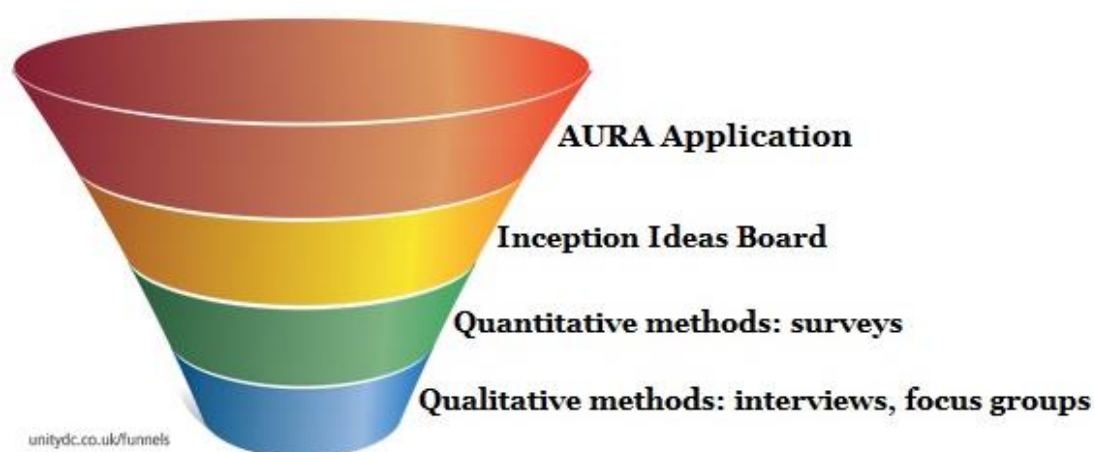 AURA Application
Inception Ideas Board
Quantitative methods: surveys
Qualitative methods: interviews, focus groups
unitydc.co.uk/funnels